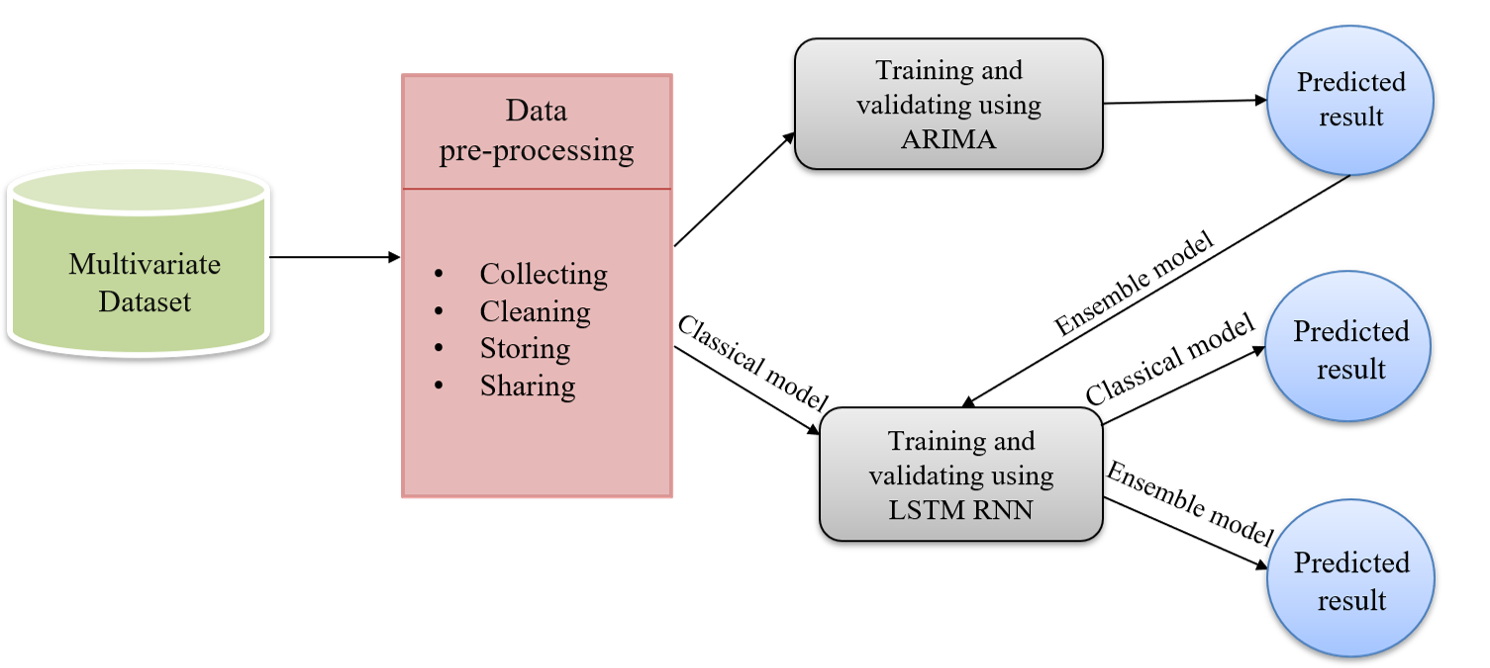 Multivariate
Dataset
Data
pre-processing
• Collecting
• Cleaning
• Storing
• Sharing
Classical model
Training and
validating using
ARIMA
Predicted
result
Ensemble model
Training and
validating using
LSTM RNN
Classical model
Predicted
result
Ensemble model
Predicted
result